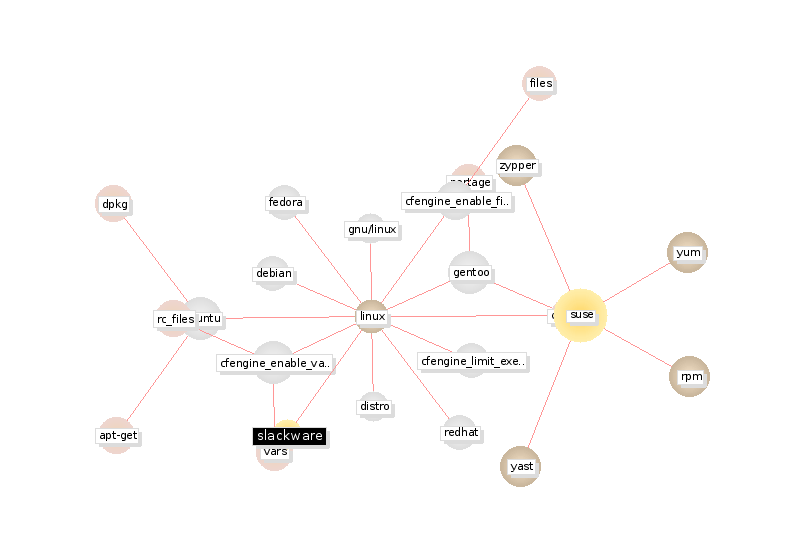 files
zypper
portage
cfengine_enable_fi..
dpkg
fedora
gnu/linux
yum
debian
gentoo
rc_files
untu
linux
suse
cfengine_enable_va..
cfengine_limit_exe..
rpm
distro
apt-get
slackware
redhat
vars
yast